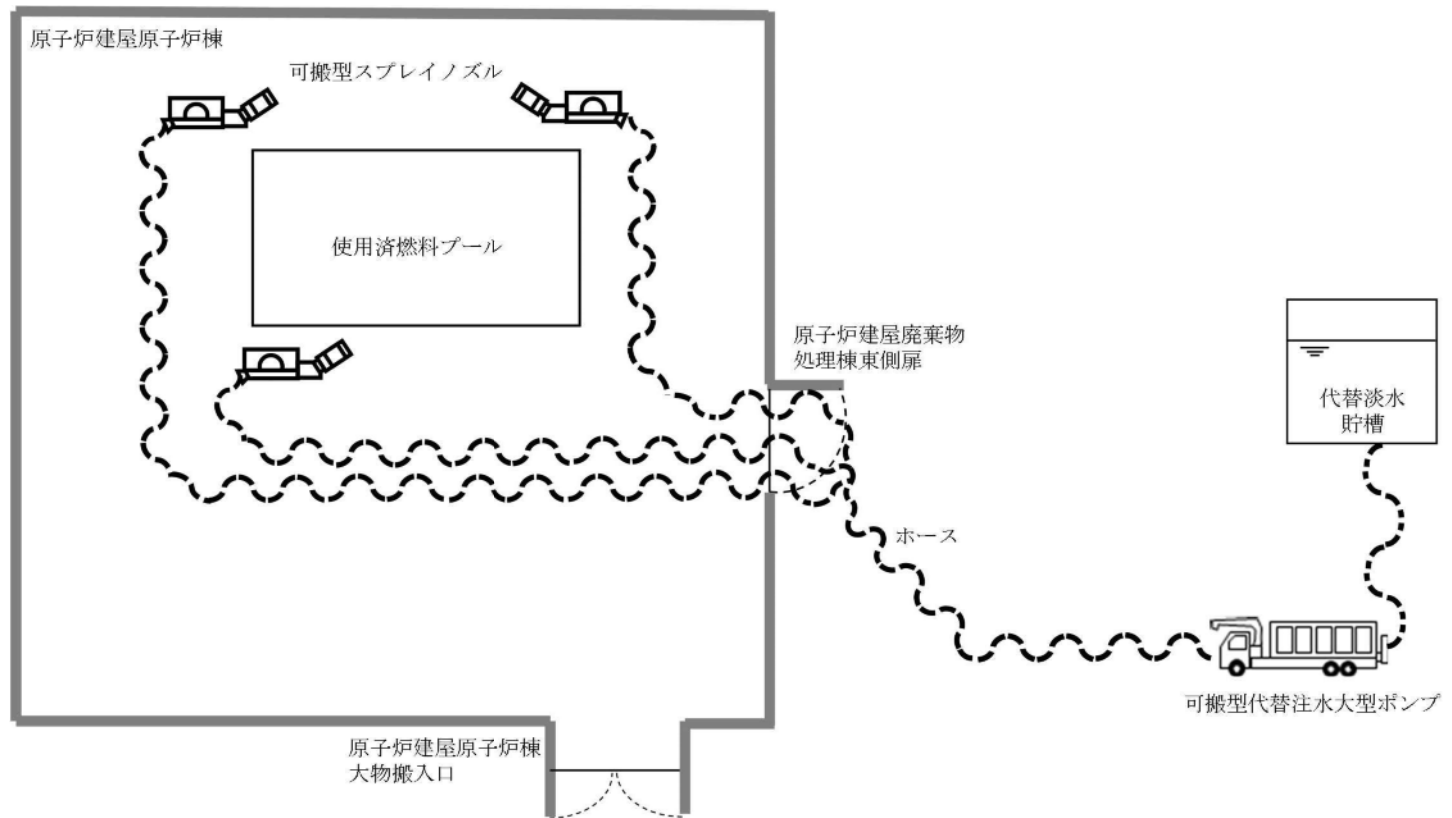 原子炉建屋原子炉棟
可搬型スプレイノズル
使用済燃料プール
原子炉建屋廃棄物
処理棟東側扉
代替淡水
貯槽
ホース
可搬型代替注水大型ポンプ
原子炉建屋原子炉棟
大物搬入口